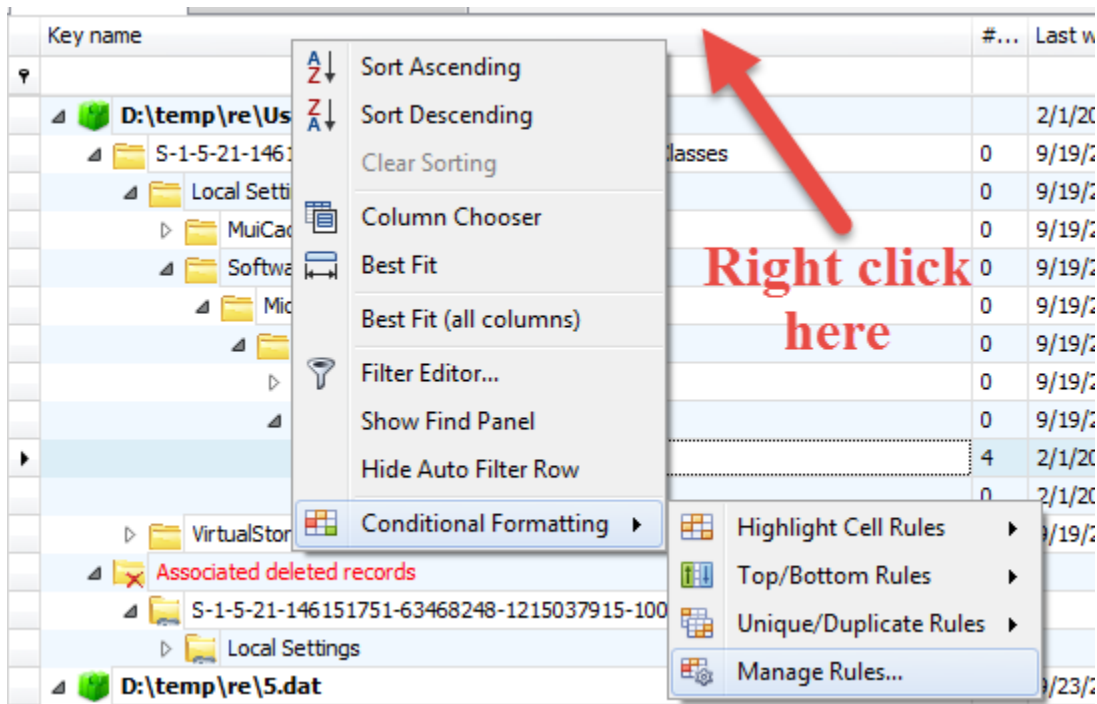 Key name #... Last w
Sort Ascending
D:\temp\re\Us Sort Descending 2/1/20
S-1-5-21-1461 Clear Sorting lasses 0 9/19/2
Local Setti 0 9/19/2
MuiCac Column Chooser 0 9/19/2
Softwa Best Fit Right click 0 9/19/2
Mic Best Fit (all columns) here 0 9/19/2
0 9/19/2
Filter Editor... 0 9/19/2
Show Find Panel 0 9/19/2
Hide Auto Filter Row 4 2/1/20
0 2/1/20
VirtualStor Conditional Formatting Highlight Cell Rules 9/19/2
Associated deleted records Top/Bottom Rules
S-1-5-21-146151751-63468248-1215037915-100 Unique/Duplicate Rules
Local Settings Manage Rules...
D:\temp\re\5.dat 9/23/2